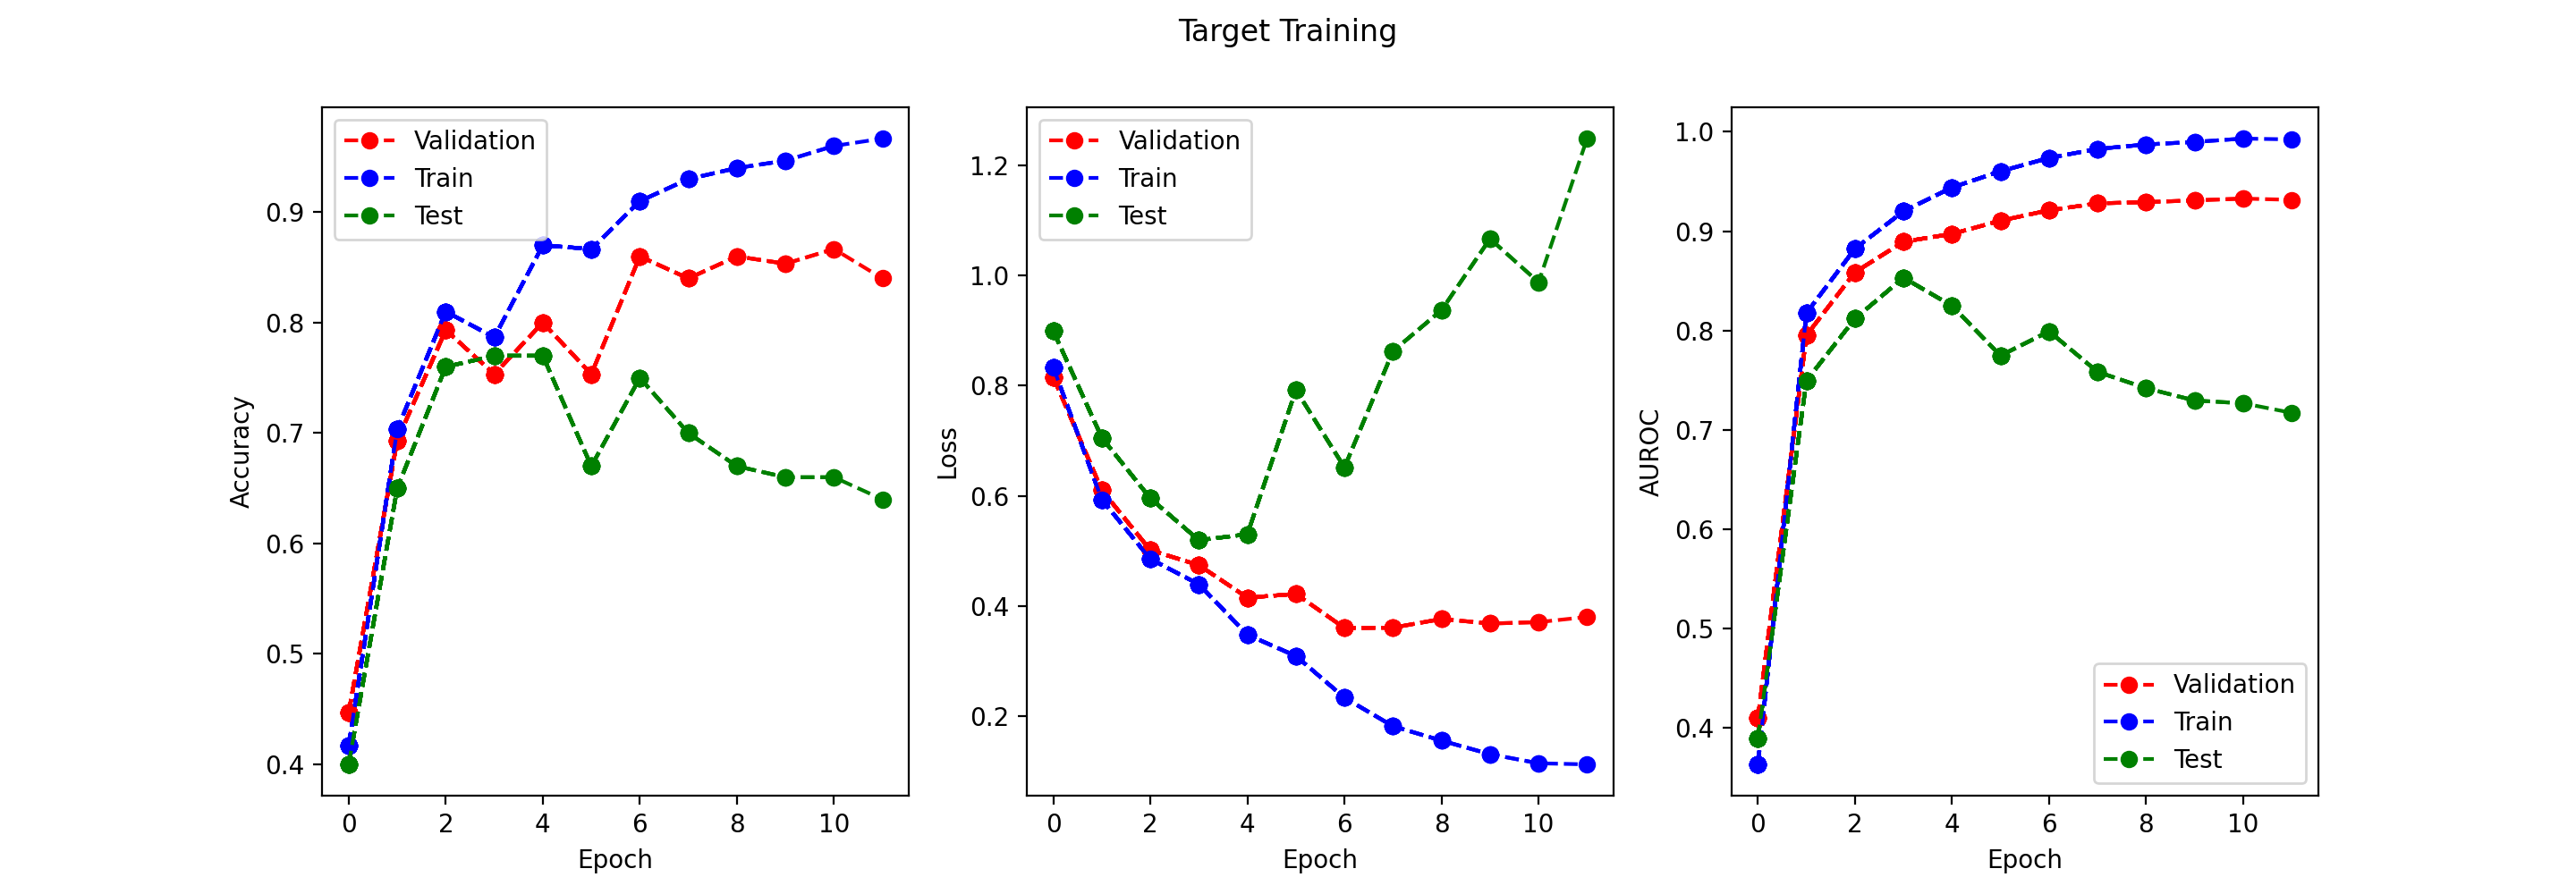 Target Training
Accuracy
0.9
0.8
0.7
0.6
0.5
0.4
Validation
Train
Test
0 2 4 6 8 10
Epoch
Loss
1.2
1.0
0.8
0.6
0.4
0.2
Validation
Train
Test
0 2 4 6 8 10
Epoch
AUROC
1.0
0.9
0.8
0.7
0.6
0.5
0.4
Validation
Train
Test
0 2 4 6 8 10
Epoch